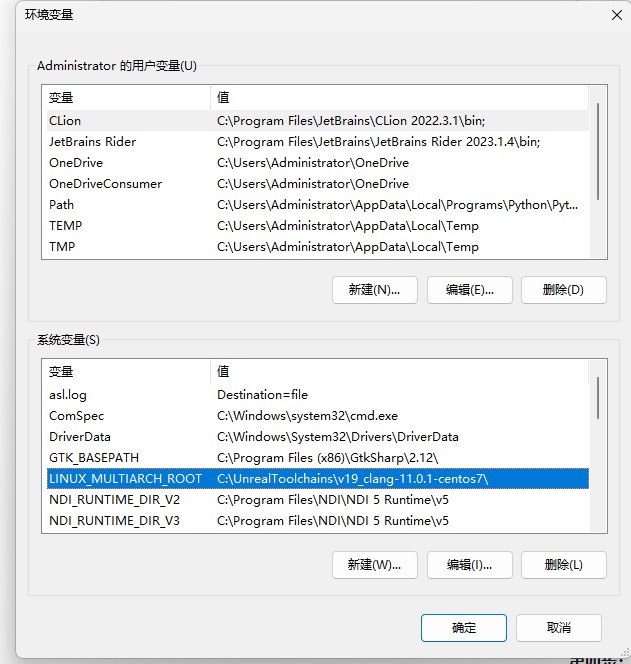 环境变量
Administrator 的用户变量(U)
变量 值
CLion C:\Program Files\JetBrains\CLion 2022.3.1\bin;
JetBrains Rider C:\Program Files\JetBrains\JetBrains Rider 2023.1.4\bin;
OneDrive C:\Users\Administrator\OneDrive
OneDriveConsumer C:\Users\Administrator\OneDrive
Path C:\Users\Administrator\AppData\Local\Programs\Python\Pyt...
TEMP C:\Users\Administrator\AppData\Local\Temp
TMP C:\Users\Administrator\AppData\Local\Temp
新建(N)... 编辑(E)... 删除(D)
系统变量(S)
变量 值
asl.log Destination=file
ComSpec C:\Windows\system32\cmd.exe
DriverData C:\Windows\System32\Drivers\DriverData
GTK_BASEPATH C:\Program Files (x86)\GtkSharp\2.12\
LINUX_MULTIARCH_ROOT C:\UnrealToolchains\v19_clang-11.0.1-centos7\
NDI_RUNTIME_DIR_V2 C:\Program Files\NDI\NDI 5 Runtime\v5
NDI_RUNTIME_DIR_V3 C:\Program Files\NDI\NDI 5 Runtime\v5
新建(W)... 编辑(I)... 删除(L)
确定 取消